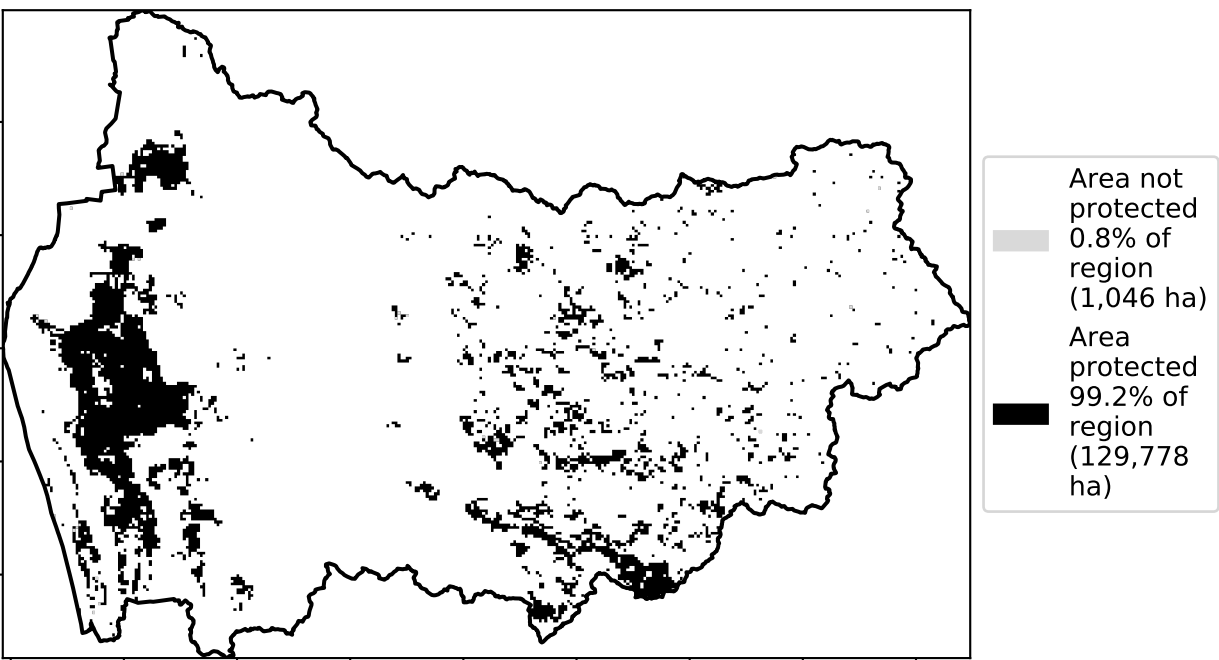 Area not
protected
0.8% of
region
(1,046 ha)
Area
protected
99.2% of
region
(129,778
ha)